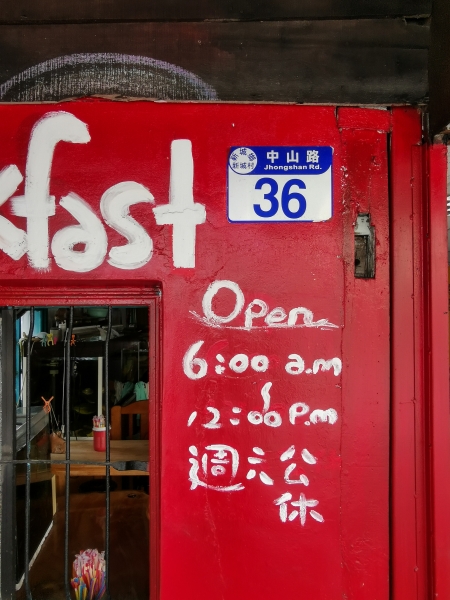 kfast
新城鄉
新城村
中山路
Jhongshan Rd.
36
Open
6:00 a.m
~
12:00 P.m
週六公
休